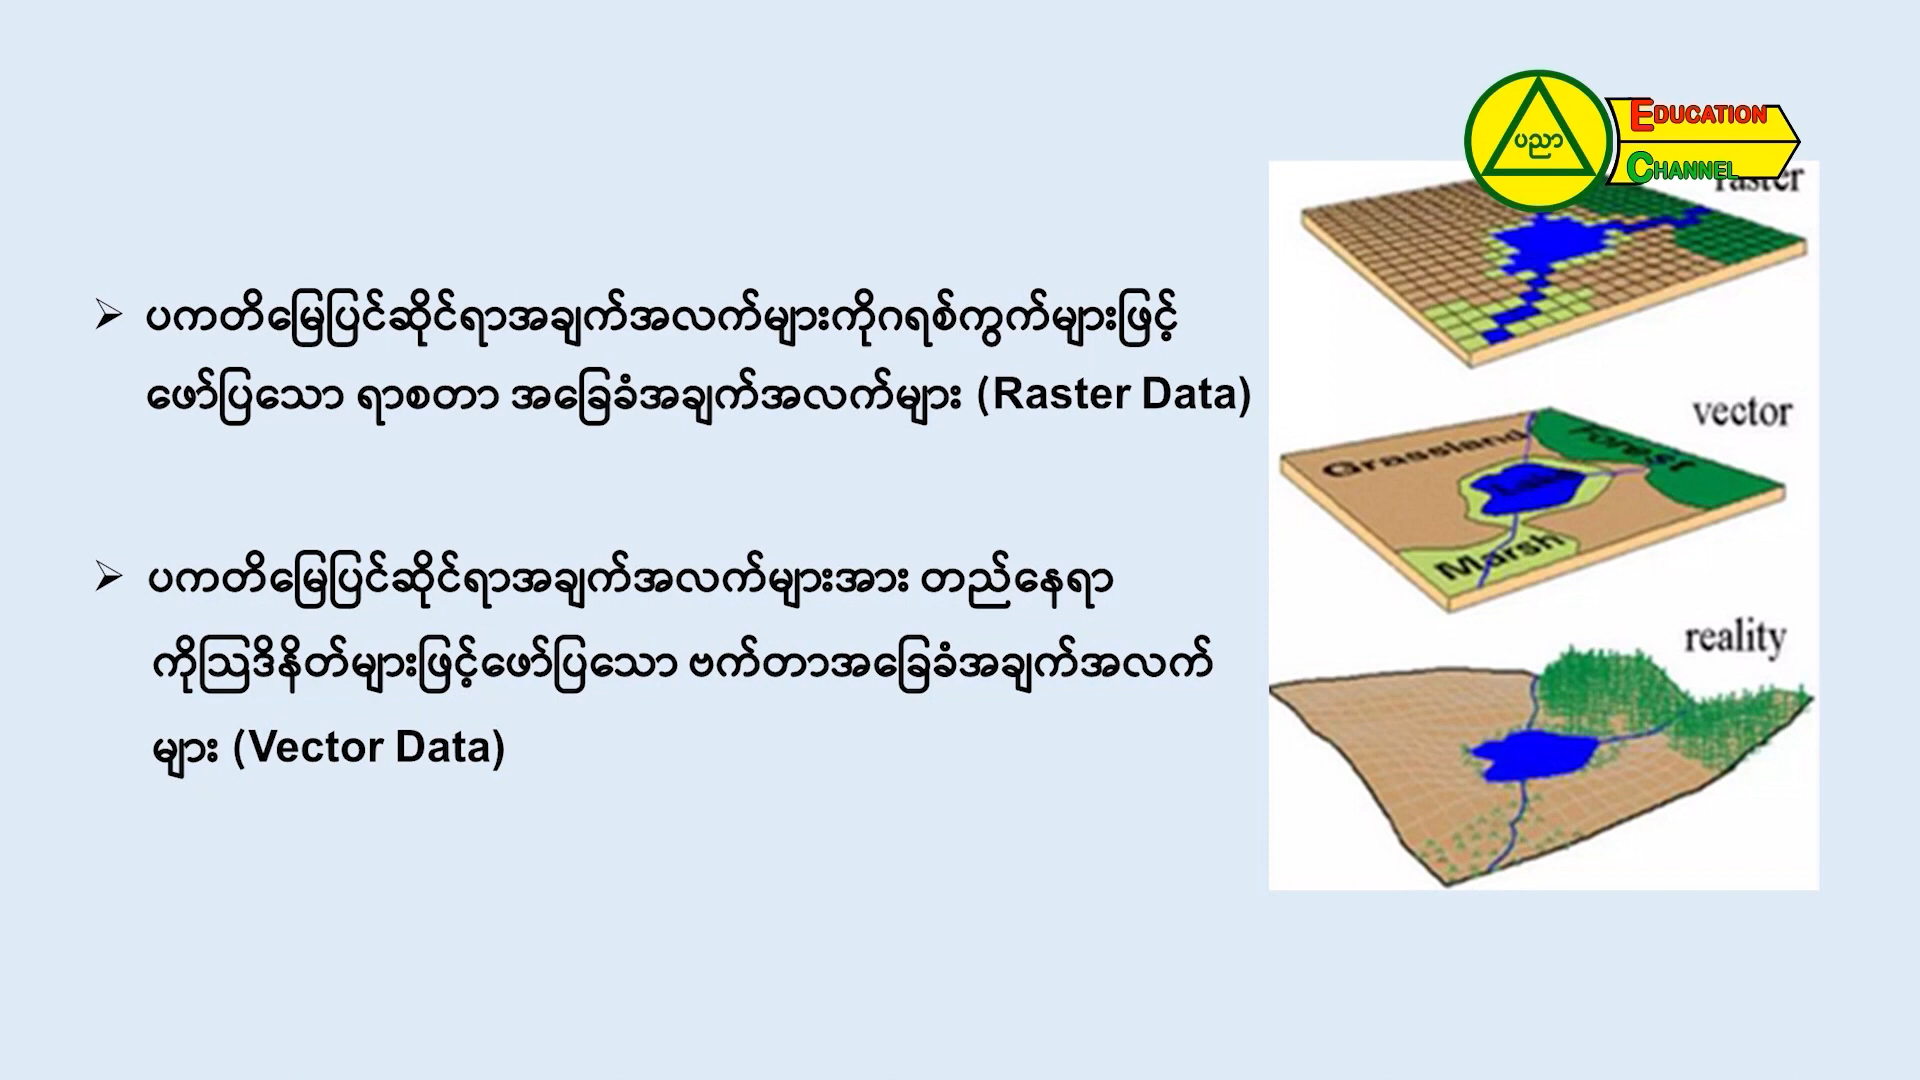 ပညာ
EDUCATION
CHANNEL
raster
➢ ပကတိမြေပြင်ဆိုင်ရာအချက်အလက်များကိုဂရစ်ကွက်များဖြင့်
ဖော်ပြသော ရာစတာ အခြေခံအချက်အလက်များ (Raster Data)
➢ ပကတိမြေပြင်ဆိုင်ရာအချက်အလက်များအား တည်နေရာ
ကိုဩဒိနိတ်များဖြင့်ဖော်ပြသော ဗက်တာအခြေခံအချက်အလက်
များ (Vector Data)
vector
Grassland
Forest
Lake
Marsh
reality